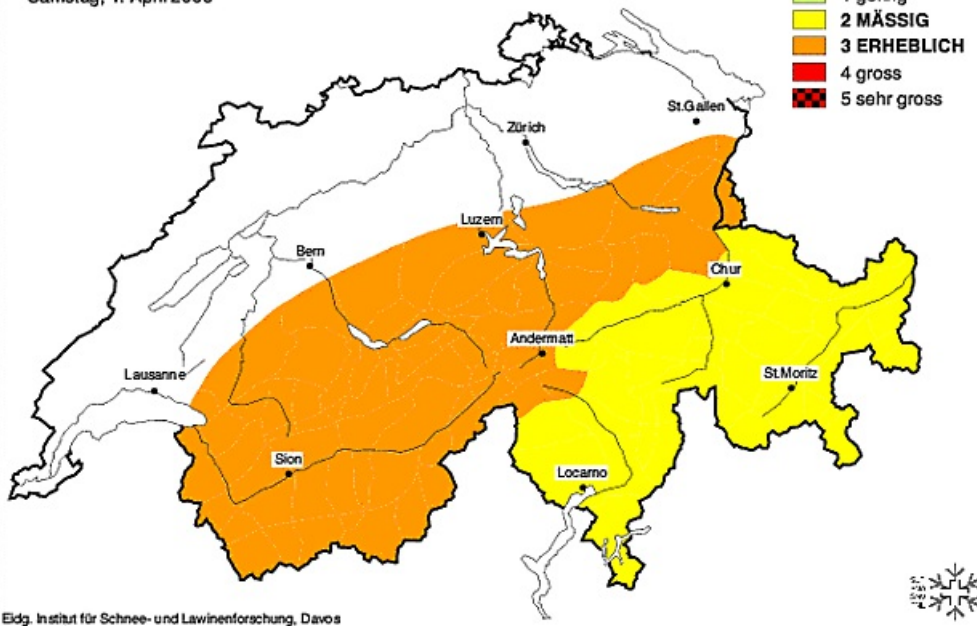 2 MÄSSIG
3 ERHEBLICH
4 gross
5 sehr gross
St.Gallen
Zürich
Luzern
Bern
Chur
Andermatt
Lausanne
St.Moritz
Sion
Locarno
Eidg. Institut für Schnee- und Lawinenforschung, Davos